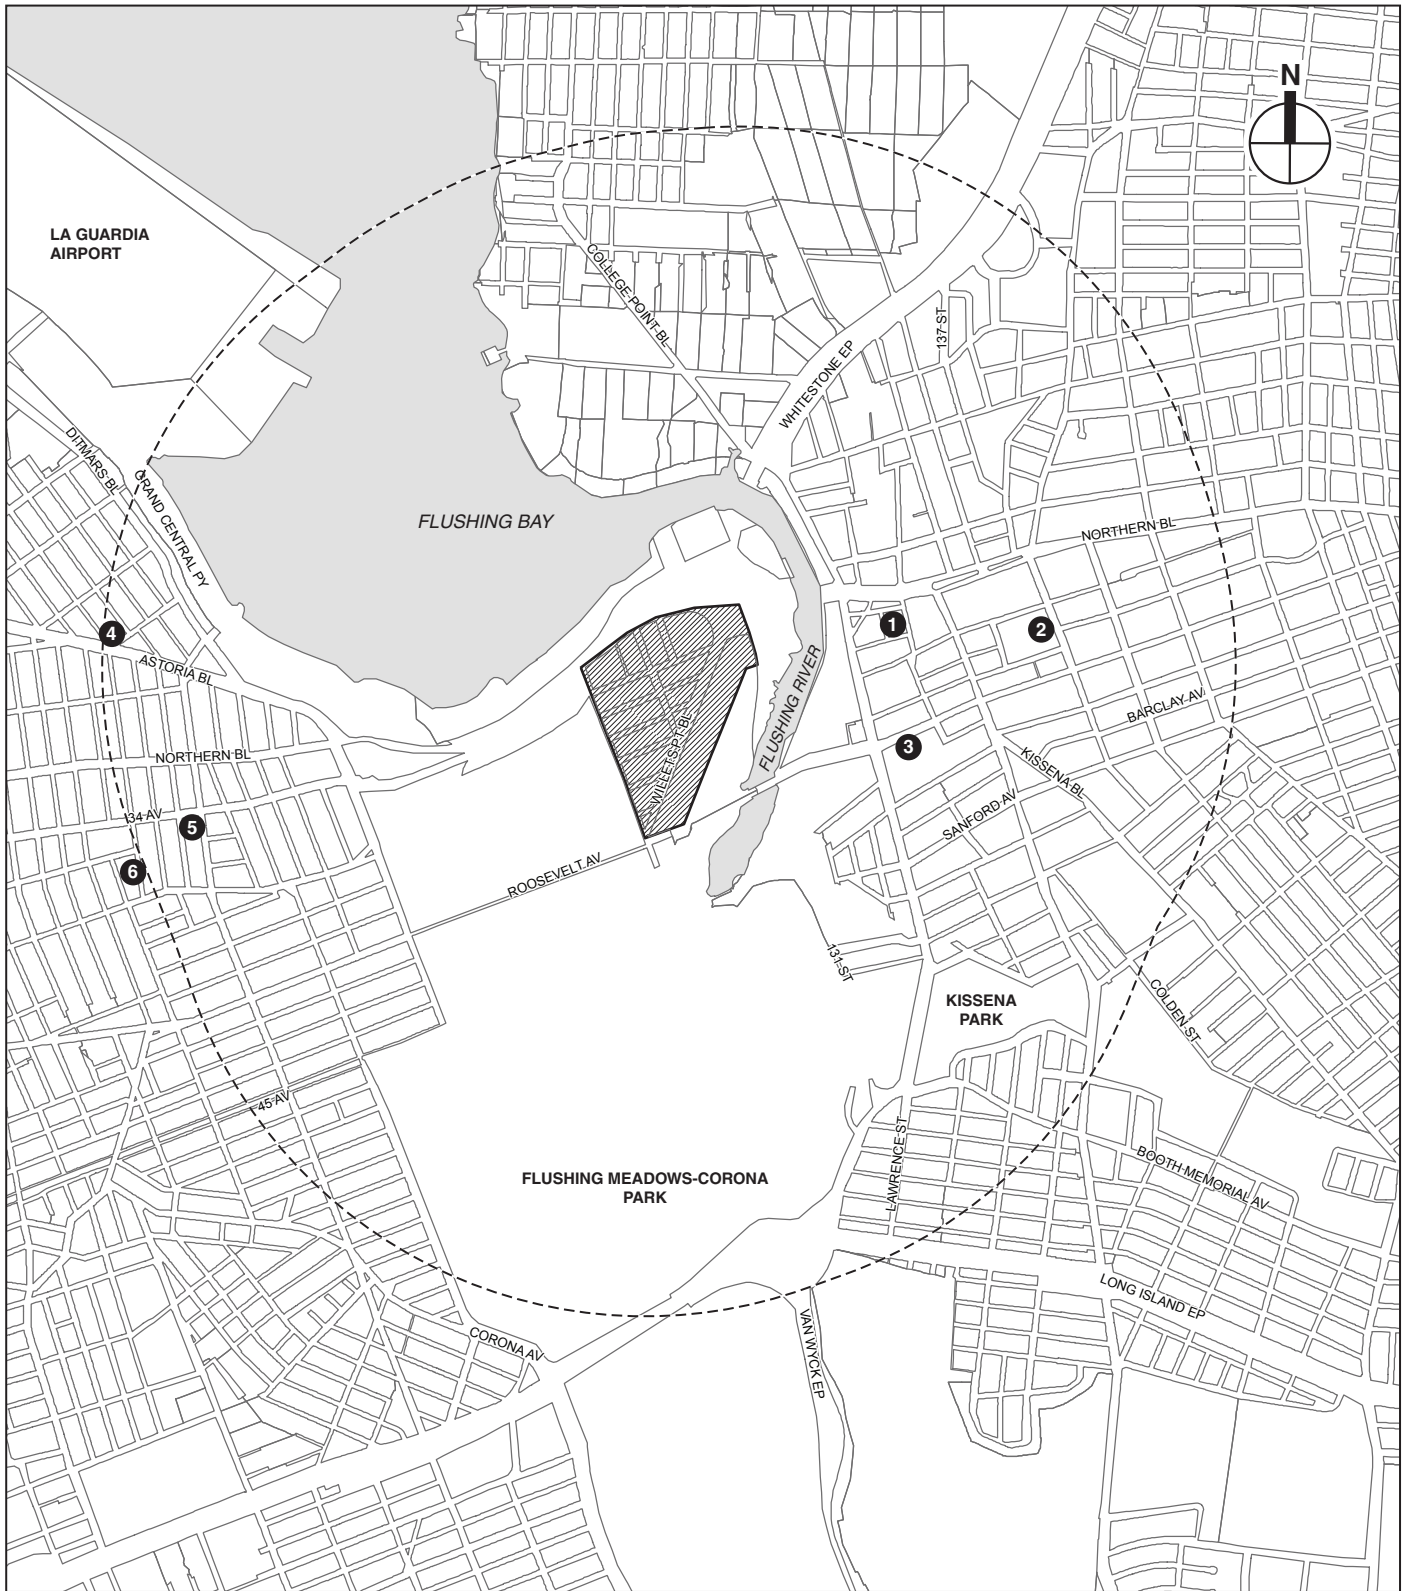 N
LA GUARDIA
AIRPORT
COLLEGE POINT BL
137 ST
WHITESTONE EP
DITMARS BL
GRAND CENTRAL PY
FLUSHING BAY
NORTHERN BL
1
2
4
ASTORIA BL
FLUSHING RIVER
BARCLAY AV
WILLETS PT BL
3
NORTHERN BL
KISSENA BL
34 AV
5
SANFORD AV
6
ROOSEVELT AV
131 ST
KISSENA
PARK
COLDEN ST
45 AV
LAWRENCE ST
FLUSHING MEADOWS-CORONA
PARK
BOOTH MEMORIAL AV
LONG ISLAND EP
CORONA AV
VAN WYCK EP